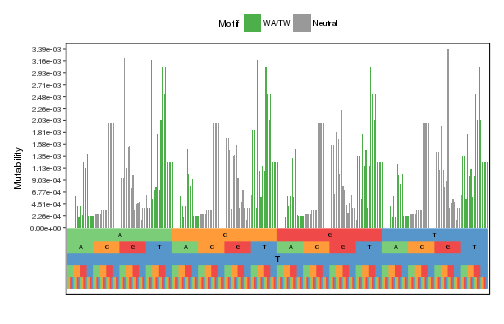 Motif WA/TW Neutral
Mutability
3.39e-03
3.16e-03
2.93e-03
2.71e-03
2.48e-03
2.26e-03
2.03e-03
1.81e-03
1.58e-03
1.35e-03
1.13e-03
9.03e-04
6.77e-04
4.51e-04
2.26e-04
0.00e+00
A C G T
A C G T A C G T A C G T A C G T
T